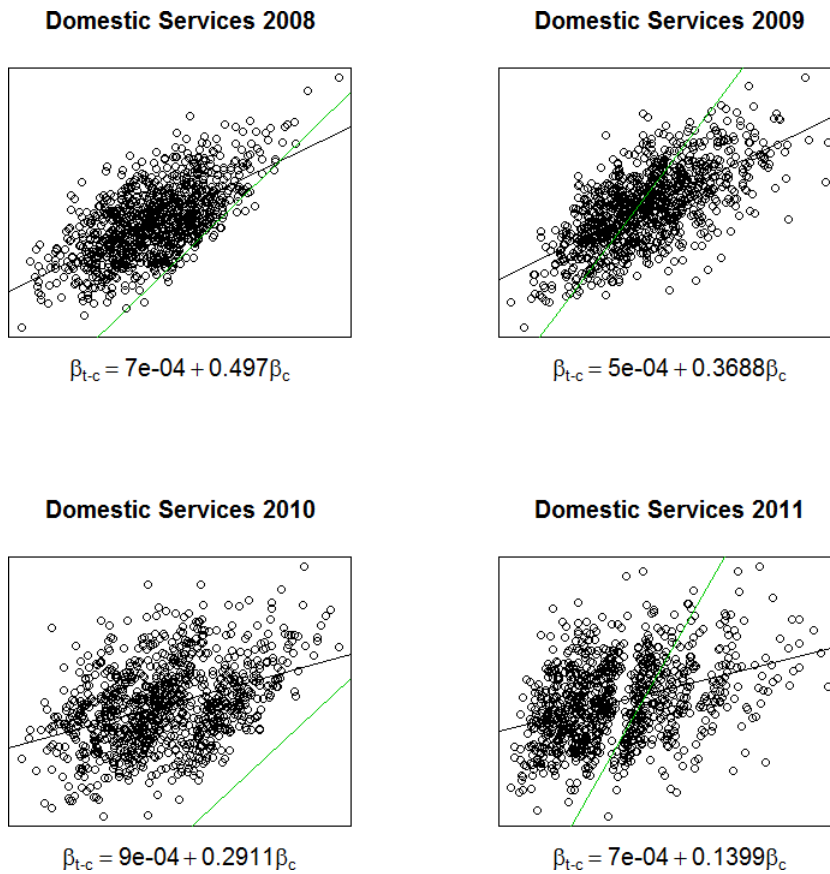 Domestic Services 2008
Domestic Services 2009
βt-c = 7e-04 + 0.497βc
βt-c = 5e-04 + 0.3688βc
Domestic Services 2010
Domestic Services 2011
βt-c = 9e-04 + 0.2911βc
βt-c = 7e-04 + 0.1399βc